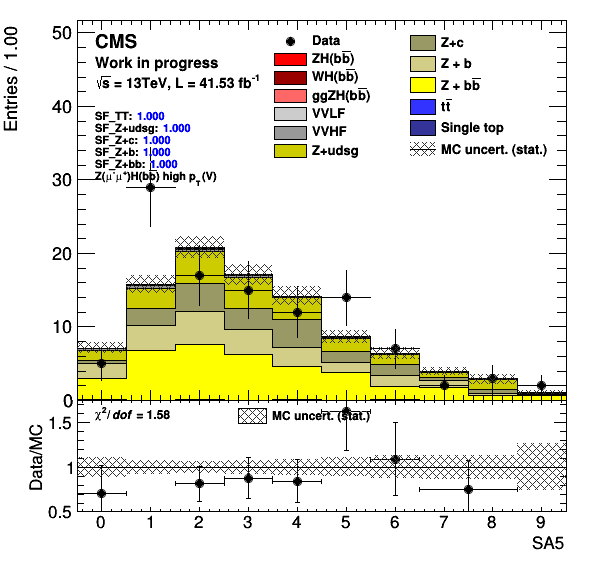 CMS
Work in progress
√s = 13TeV, L = 41.53 fb⁻¹
SF_TT: 1.000
SF_Z+udsg: 1.000
SF_Z+c: 1.000
SF_Z+b: 1.000
SF_Z+bb: 1.000
Z(μ⁻μ⁺)H(bb̅) high p_T(V)
Data
ZH(bb̅)
WH(bb̅)
ggZH(bb̅)
VVLF
VVHF
Z+udsg
Z+c
Z + b
Z + bb̅
tt̅
Single top
MC uncert. (stat.)
Entries / 1.00
50
40
30
20
10
0
χ²/dof = 1.58
MC uncert. (stat.)
Data/MC
1.5
1
0.5
0 1 2 3 4 5 6 7 8 9
SA5